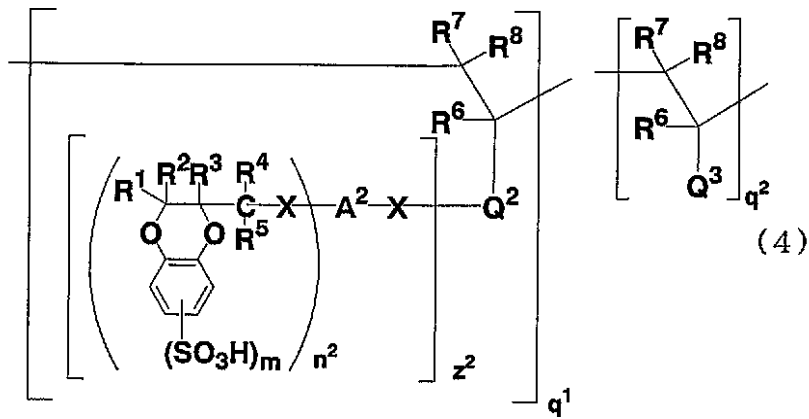 R⁷ R⁸ R⁷ R⁸
R⁶ R⁶
R¹ R² R³ R⁴
C X A² X Q² Q³ q²
O O R⁵
(4)
(SO₃H)m n² z²
q¹